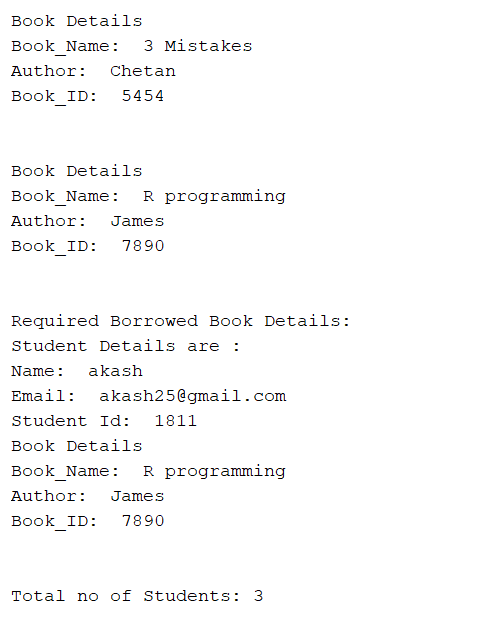 Book Details
Book_Name:  3 Mistakes
Author:  Chetan
Book_ID:  5454
Book Details
Book_Name:  R programming
Author:  James
Book_ID:  7890
Required Borrowed Book Details:
Student Details are :
Name:  akash
Email:  akash25@gmail.com
Student Id:  1811
Book Details
Book_Name:  R programming
Author:  James
Book_ID:  7890
Total no of Students: 3